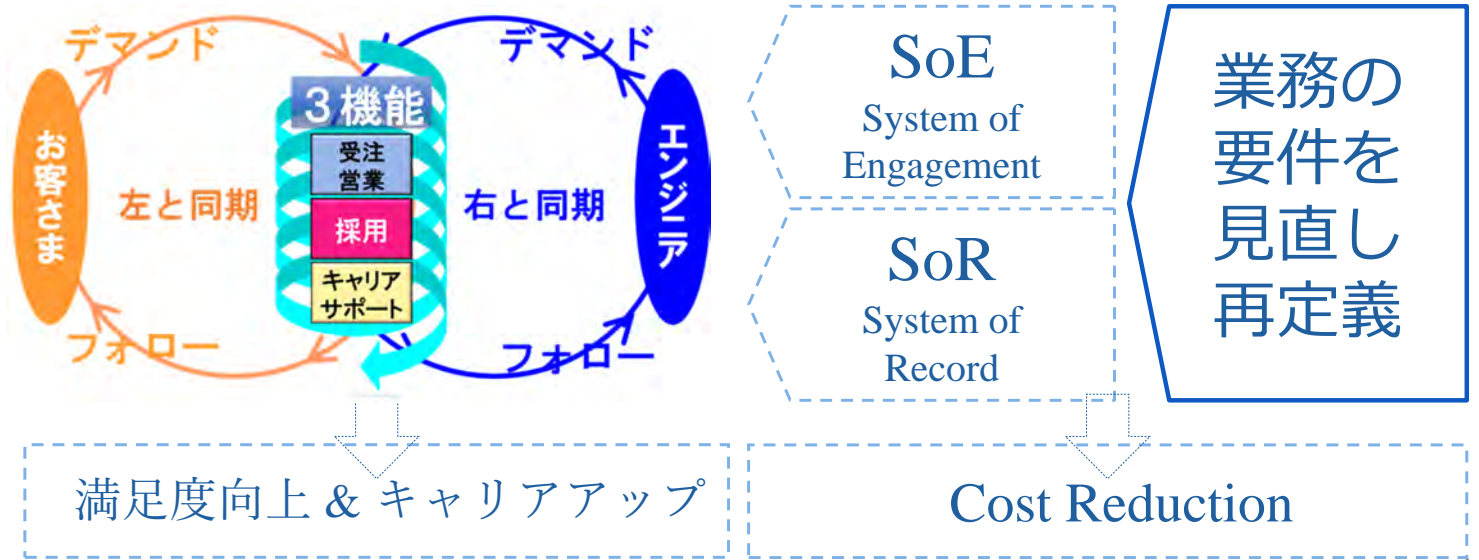 デマンド
デマンド
お客さま
3機能
受注
営業
採用
キャリア
サポート
左と同期
右と同期
エンジニア
フォロー
フォロー
SoE
System of
Engagement
SoR
System of
Record
業務の
要件を
見直し
再定義
満足度向上 & キャリアアップ
Cost Reduction